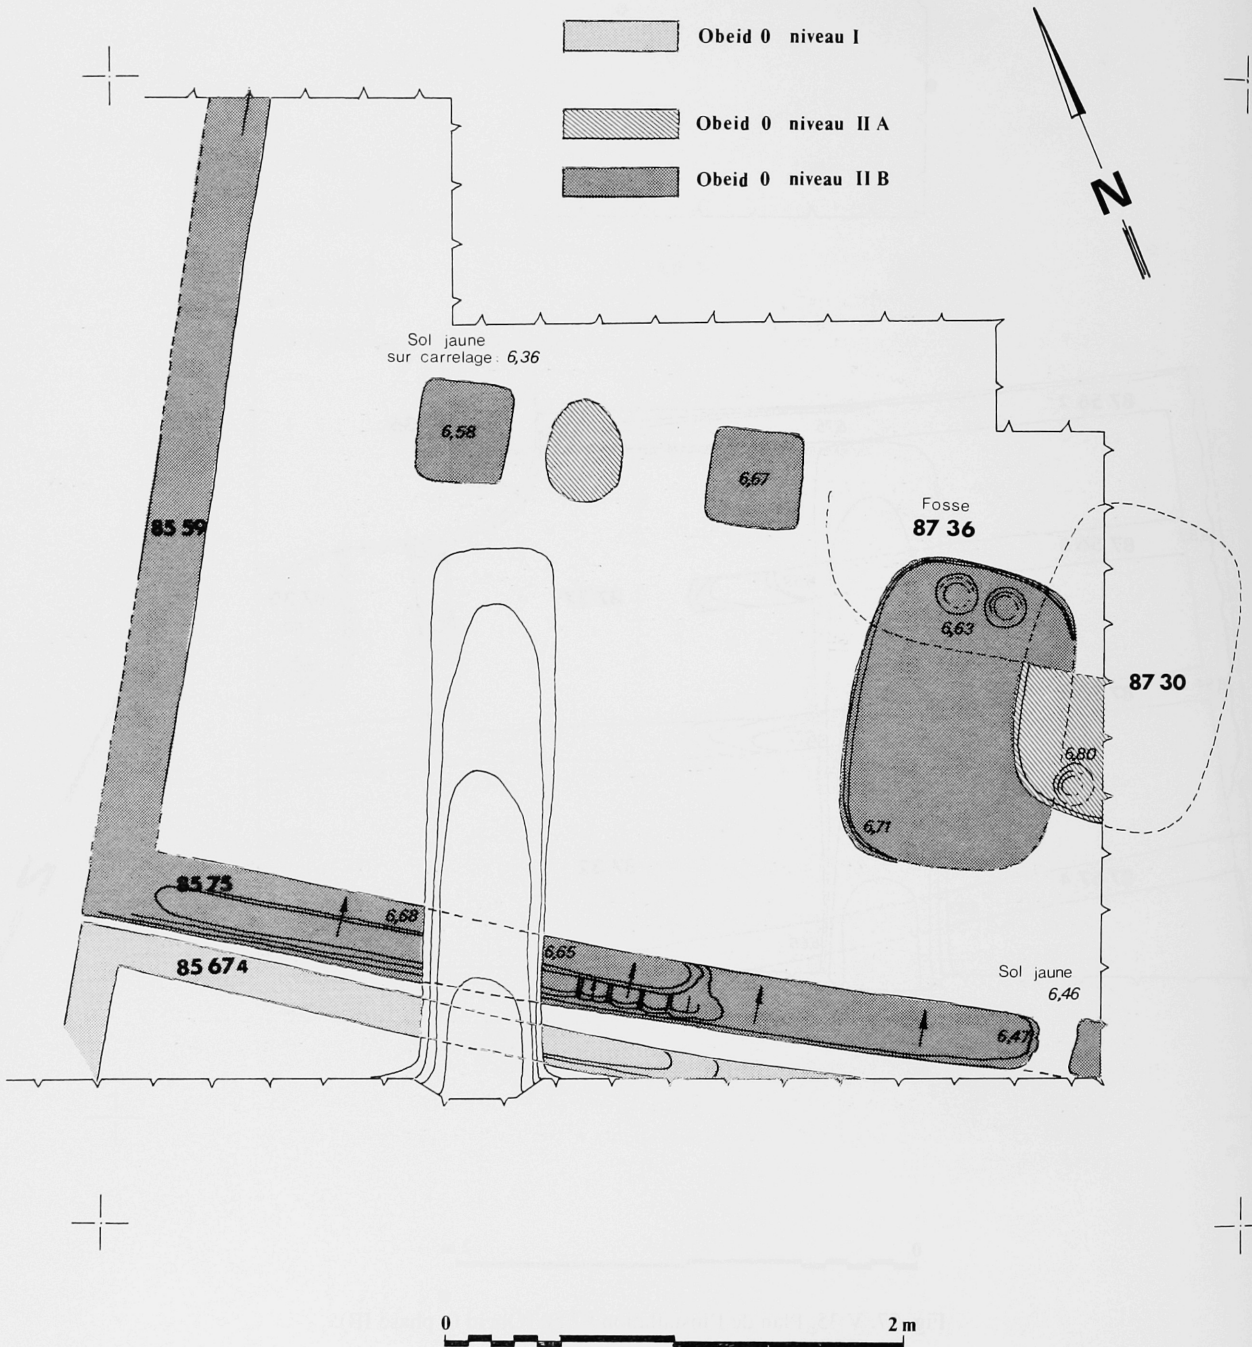 Obeid 0 niveau I
Obeid 0 niveau II A
Obeid 0 niveau II B
N
Sol jaune
sur carrelage : 6,36
6,58
6,67
85 59
Fosse
87 36
6,63
87 30
6,80
6,71
85 75
6,68
6,65
85 67 4
Sol jaune
6,46
6,47
0
2 m